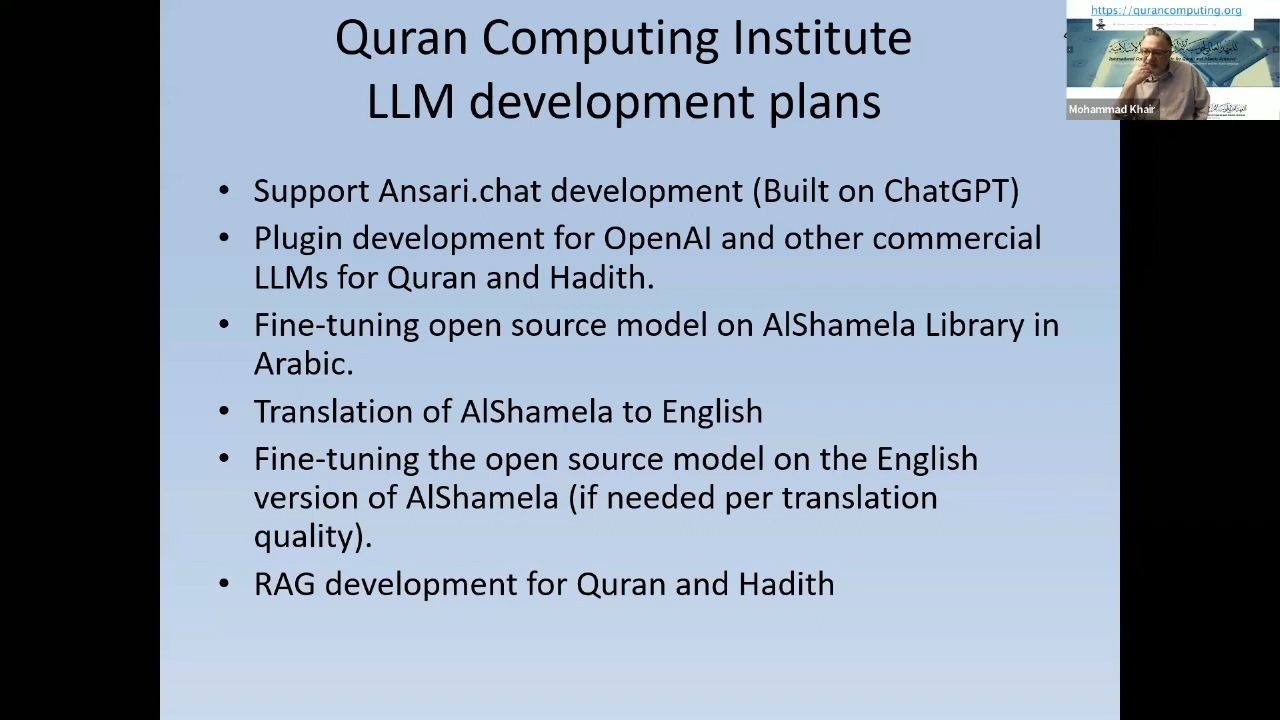 Quran Computing Institute
LLM development plans
• Support Ansari.chat development (Built on ChatGPT)
• Plugin development for OpenAI and other commercial
LLMs for Quran and Hadith.
• Fine-tuning open source model on AlShamela Library in
Arabic.
• Translation of AlShamela to English
• Fine-tuning the open source model on the English
version of AlShamela (if needed per translation
quality).
• RAG development for Quran and Hadith
https://qurancomputing.org
Mohammad Khair